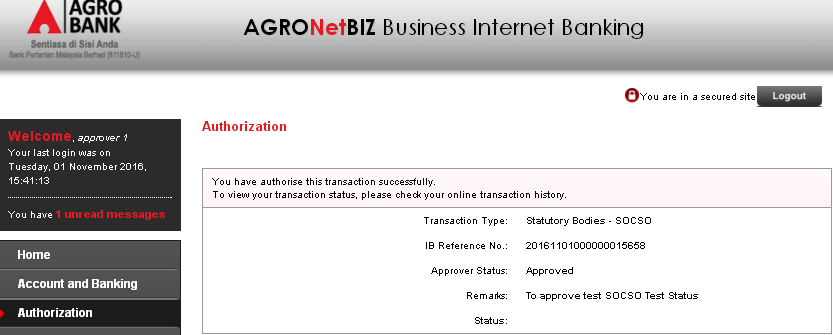 AGRO
BANK
Sentiasa di Sisi Anda
Bank Pertanian Malaysia Berhad (811810-U)
AGRONetBIZ Business Internet Banking
You are in a secured site
Logout
Welcome, approver 1
Your last login was on
Tuesday, 01 November 2016,
15:41:13
You have 1 unread messages
Home
Account and Banking
Authorization
Authorization
You have authorise this transaction successfully.
To view your transaction status, please check your online transaction history.
Transaction Type: Statutory Bodies - SOCSO
IB Reference No.: 20161101000000015658
Approver Status: Approved
Remarks: To approve test SOCSO Test Status
Status: